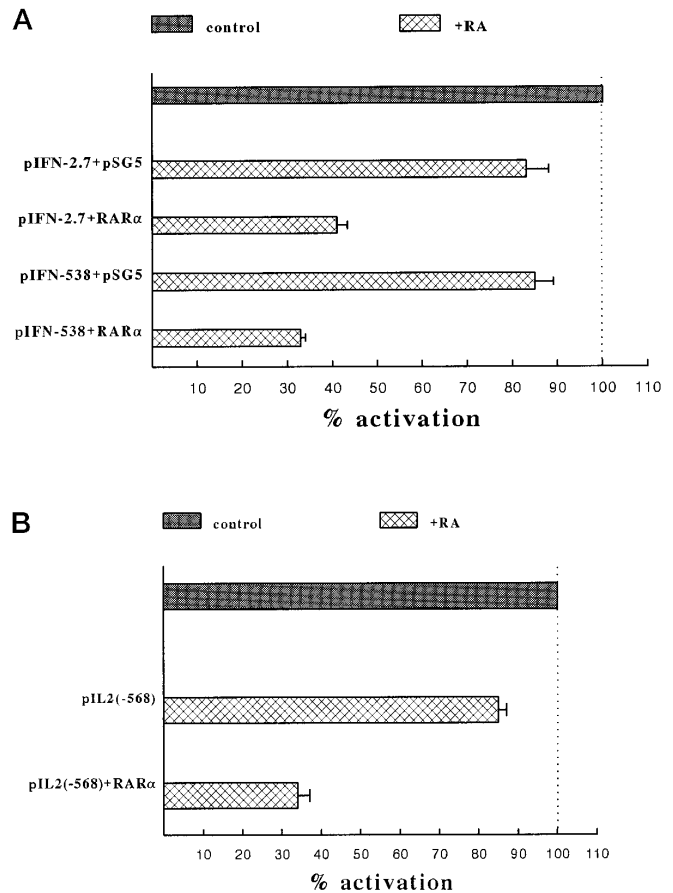 A
control +RA
pIFN-2.7+pSG5
pIFN-2.7+RARα
pIFN-538+pSG5
pIFN-538+RARα
10 20 30 40 50 60 70 80 90 100 110
% activation
B
control +RA
pIL2(-568)
pIL2(-568)+RARα
10 20 30 40 50 60 70 80 90 100 110
% activation